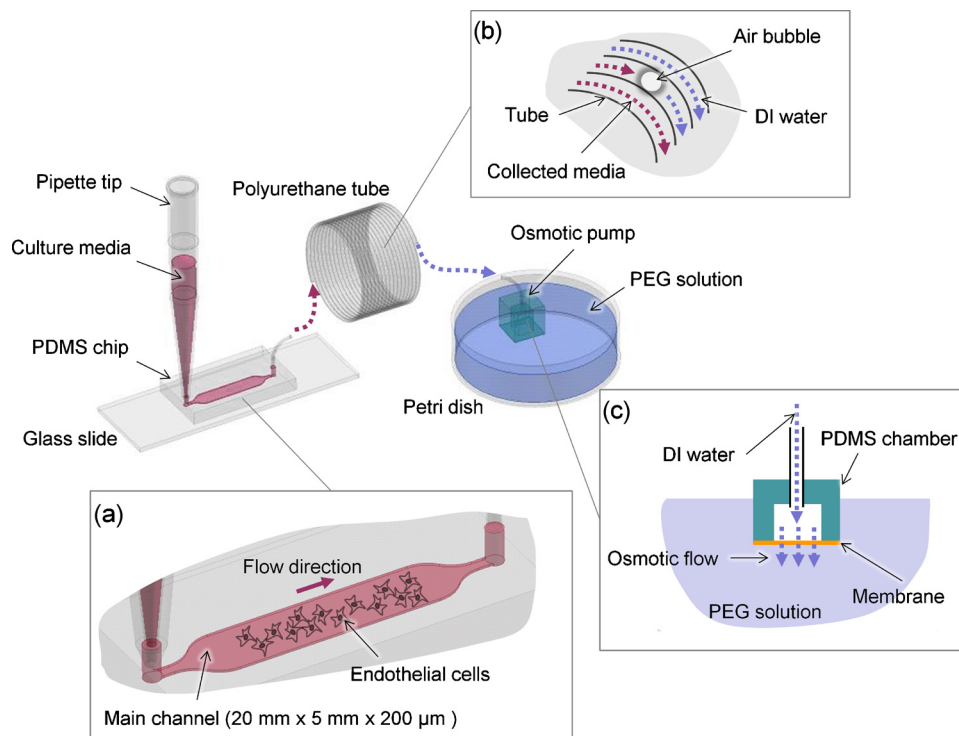 (b)
Air bubble
Tube
DI water
Collected media
Pipette tip
Polyurethane tube
Culture media
Osmotic pump
PEG solution
PDMS chip
Petri dish
Glass slide
(c)
DI water
PDMS chamber
Osmotic flow
Membrane
PEG solution
(a)
Flow direction
Endothelial cells
Main channel (20 mm x 5 mm x 200 µm )